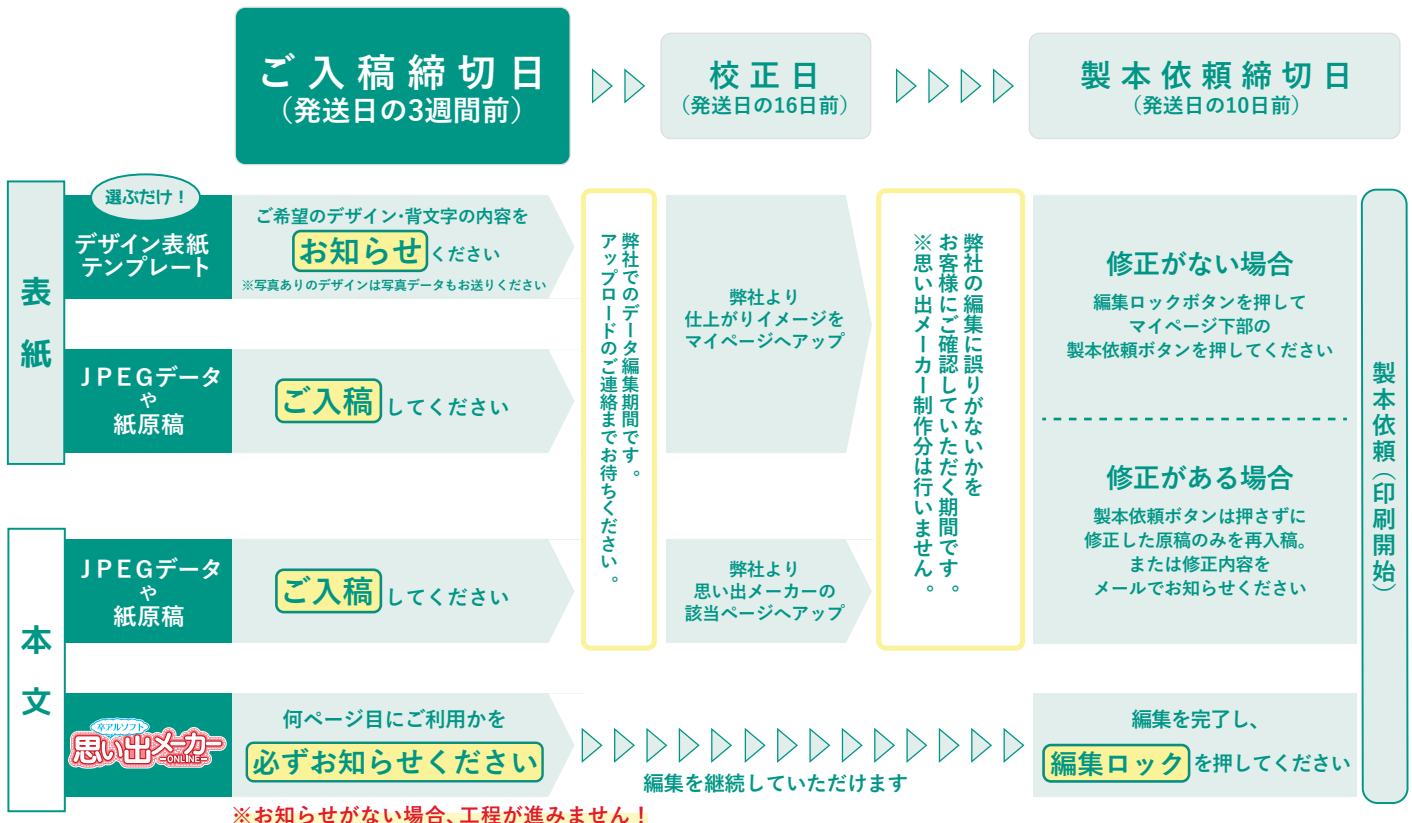 ご入稿締切日
（発送日の3週間前）
校正日
（発送日の16日前）
製本依頼締切日
（発送日の10日前）
表紙
選ぶだけ！
デザイン表紙
テンプレート
ご希望のデザイン・背文字の内容を
お知らせください
※写真ありのデザインは写真データもお送りください
JPEGデータ
や
紙原稿
ご入稿してください
弊社でのデータ編集期間です。
アップロードのご連絡までお待ちください。
弊社より
仕上がりイメージを
マイページへアップ
弊社の編集に誤りがないかを
お客様にご確認していただく期間です。
※思い出メーカー制作分は行いません。
修正がない場合
編集ロックボタンを押して
マイページ下部の
製本依頼ボタンを押してください
修正がある場合
製本依頼ボタンは押さずに
修正した原稿のみを再入稿。
または修正内容を
メールでお知らせください
製本依頼（印刷開始）
本文
JPEGデータ
や
紙原稿
ご入稿してください
弊社より
思い出メーカーの
該当ページへアップ
卒アルソフト
思い出メーカー
-ONLINE-
何ページ目にご利用かを
必ずお知らせください
※お知らせがない場合、工程が進みません！
編集を継続していただけます
編集を完了し、
編集ロックを押してください